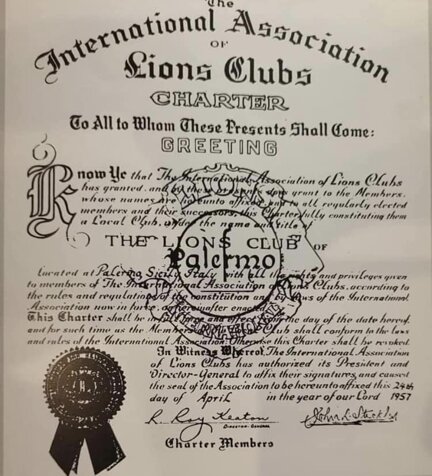 The
International Association
OF
Lions Clubs
CHARTER
To All to Whom These Presents Shall Come:
GREETING
Know Ye that The International Association of Lions Clubs
has granted, and by these presents does grant to the Members,
whose names are hereunto affixed and to all regularly elected
members and their successors, this Charter, fully constituting them
a Local Club, under the name and title of
THE LIONS CLUB OF
Palermo
Located at Palermo, Sicily, Italy with all the rights and privileges given
to members of The International Association of Lions Clubs, according to
the rules and regulations of the constitution and by-laws of the International
Association now in force, or hereafter enacted.
This Charter shall be in full force and effect from the day of the date hereof,
and for such time as the Members of this Local Club shall conform to the laws
and rules of the International Association. Otherwise this Charter shall be revoked.
In Witness Whereof, The International Association
of Lions Clubs has authorized its President and
Director-General to affix their signatures, and caused
the seal of the Association to be hereunto affixed this 24th
day of April in the year of our Lord 1957
R. Roy Keaton
DIRECTOR-GENERAL
John L. Stickley
Charter Members